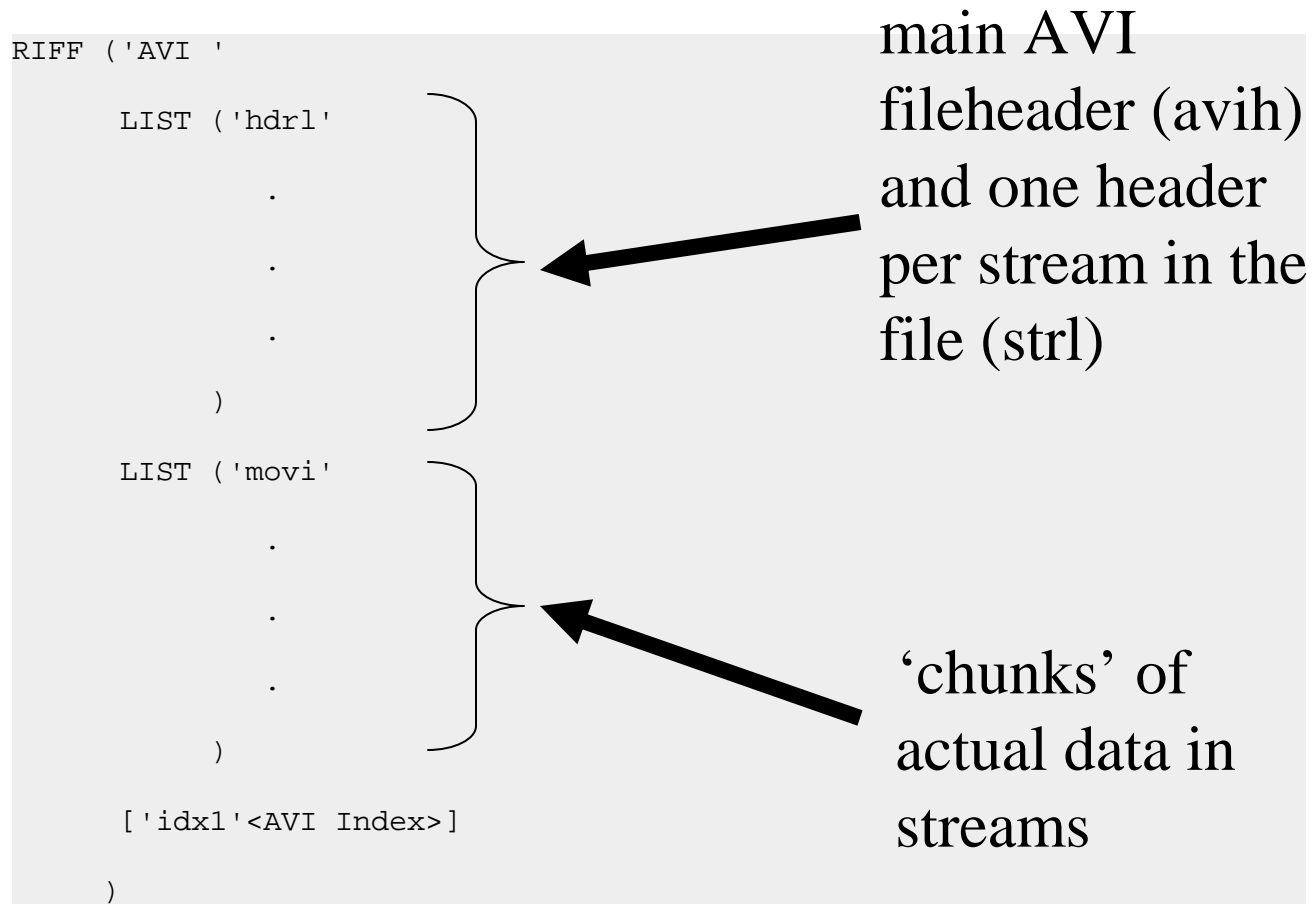 RIFF ('AVI '
LIST ('hdrl'
.
.
.
)
LIST ('movi'
.
.
.
)
['idx1'<AVI Index>]
)
main AVI
fileheader (avih)
and one header
per stream in the
file (strl)
‘chunks’ of
actual data in
streams